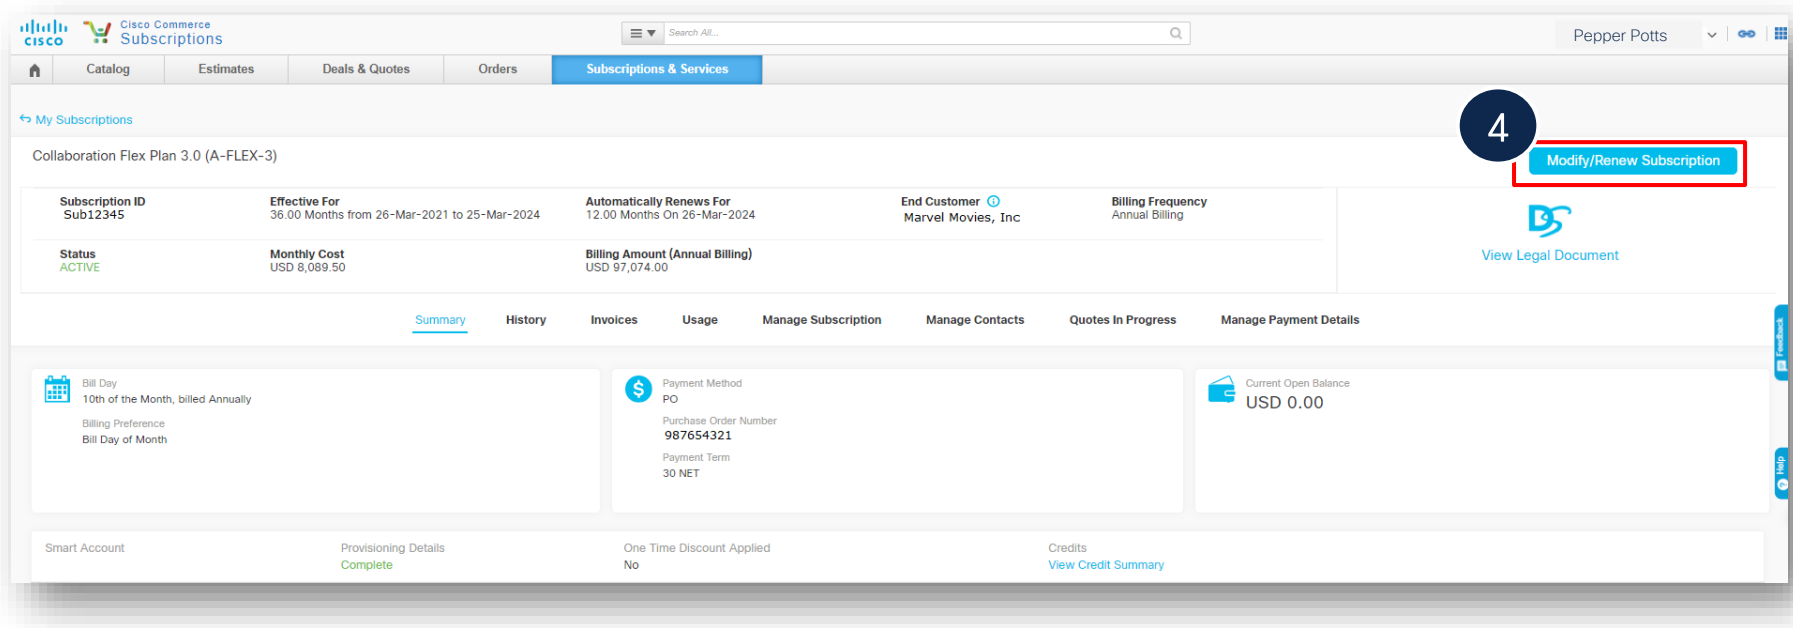 CISCO
Cisco Commerce
Subscriptions
Search All...
Pepper Potts
Catalog
Estimates
Deals & Quotes
Orders
Subscriptions & Services
My Subscriptions
4
Collaboration Flex Plan 3.0 (A-FLEX-3)
Modify/Renew Subscription
Subscription ID
Sub12345
Effective For
36.00 Months from 26-Mar-2021 to 25-Mar-2024
Automatically Renews For
12.00 Months On 26-Mar-2024
End Customer
Marvel Movies, Inc
Billing Frequency
Annual Billing
Status
ACTIVE
Monthly Cost
USD 8,089.50
Billing Amount (Annual Billing)
USD 97,074.00
DS
View Legal Document
Summary
History
Invoices
Usage
Manage Subscription
Manage Contacts
Quotes In Progress
Manage Payment Details
Feedback
Bill Day
10th of the Month, billed Annually
Billing Preference
Bill Day of Month
Payment Method
PO
Purchase Order Number
987654321
Payment Term
30 NET
Current Open Balance
USD 0.00
Help
Smart Account
Provisioning Details
Complete
One Time Discount Applied
No
Credits
View Credit Summary